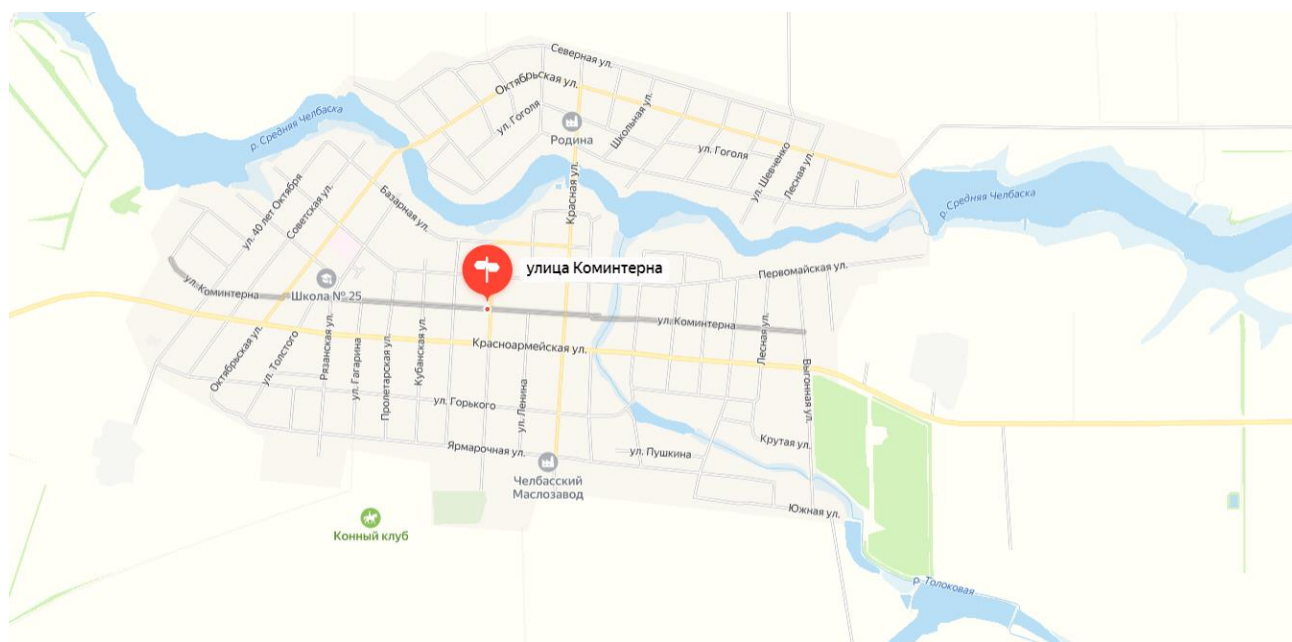 Северная ул.
Октябрьская ул.
р. Средняя Челбаска
ул. Гоголя
Школьная ул.
Родина
ул. Гоголя
ул. Шевченко
Лесная ул.
Красная ул.
ул. 40 лет Октября
Советская ул.
Базарная ул.
р. Средняя Челбаска
улица Коминтерна
Первомайская ул.
ул. Коминтерна
Школа № 25
ул. Коминтерна
Октябрьская ул.
ул. Толстого
Рязанская ул.
ул. Гагарина
Пролетарская ул.
Кубанская ул.
Красноармейская ул.
Лесная ул.
Выгонная ул.
ул. Горького
ул. Ленина
Ярмарочная ул.
ул. Пушкина
Крутая ул.
Челбасский
Маслозавод
Южная ул.
Конный клуб
р. Толоковая